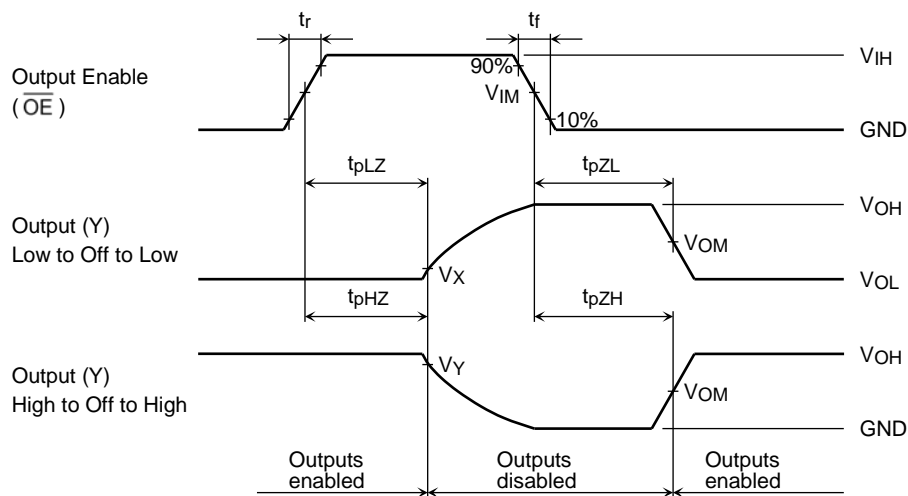 tr
tf
VIH
90%
Output Enable
( OE )
VIM
10%
GND
tpLZ
tpZL
VOH
Output (Y)
Low to Off to Low
VOM
VX
VOL
tpHZ
tpZH
VOH
Output (Y)
High to Off to High
VY
VOM
GND
Outputs
enabled
Outputs
disabled
Outputs
enabled